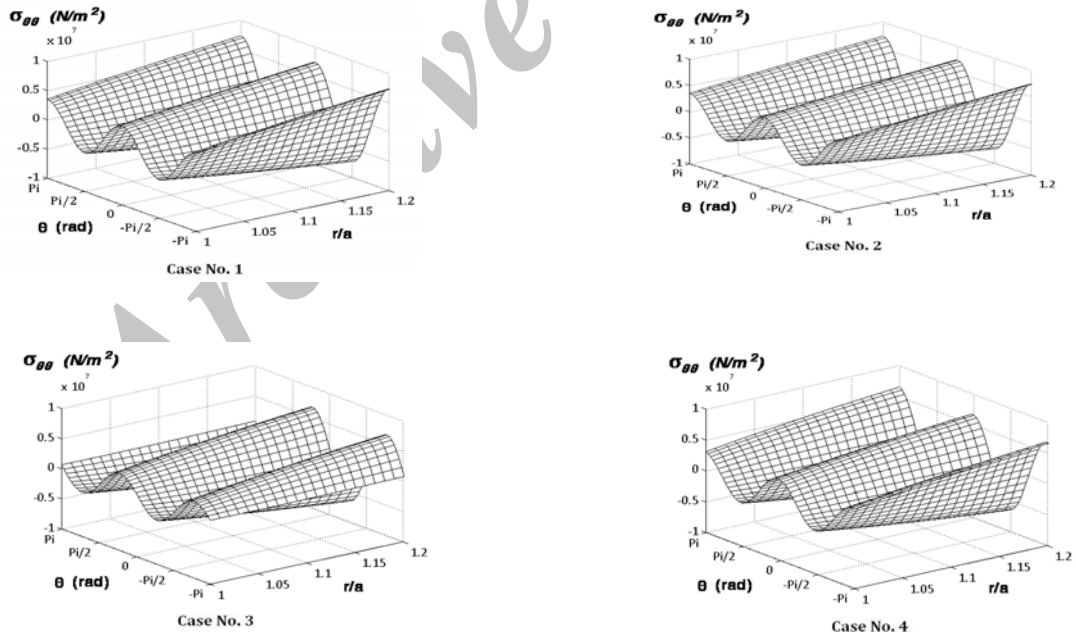 σθθ (N/m²)
x 10⁷
1
0.5
0
-0.5
-1
Pi
Pi/2
0
-Pi/2
-Pi
θ (rad)
1
1.05
1.1
1.15
1.2
r/a
Case No. 1
σθθ (N/m²)
x 10⁷
1
0.5
0
-0.5
-1
Pi
Pi/2
0
-Pi/2
-Pi
θ (rad)
1
1.05
1.1
1.15
1.2
r/a
Case No. 2
σθθ (N/m²)
x 10⁷
1
0.5
0
-0.5
-1
Pi
Pi/2
0
-Pi/2
-Pi
θ (rad)
1
1.05
1.1
1.15
1.2
r/a
Case No. 3
σθθ (N/m²)
x 10⁷
1
0.5
0
-0.5
-1
Pi
Pi/2
0
-Pi/2
-Pi
θ (rad)
1
1.05
1.1
1.15
1.2
r/a
Case No. 4